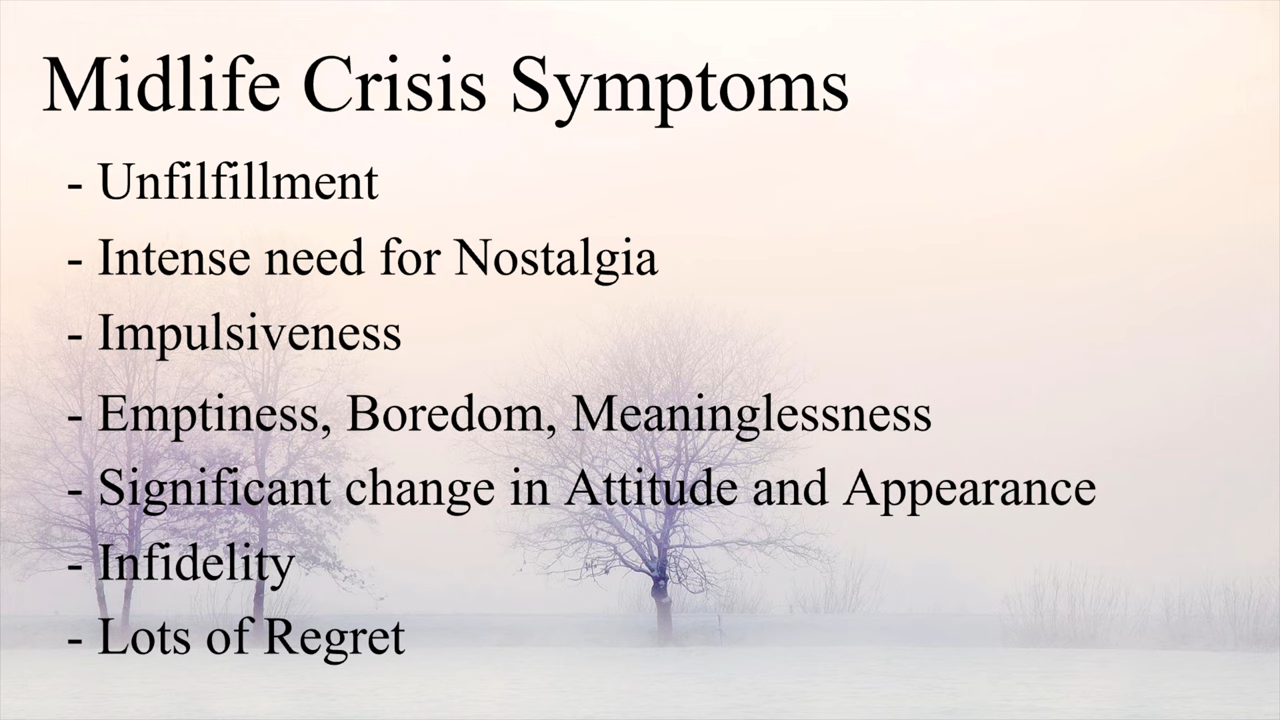 Midlife Crisis Symptoms
- Unfilfillment
- Intense need for Nostalgia
- Impulsiveness
- Emptiness, Boredom, Meaninglessness
- Significant change in Attitude and Appearance
- Infidelity
- Lots of Regret